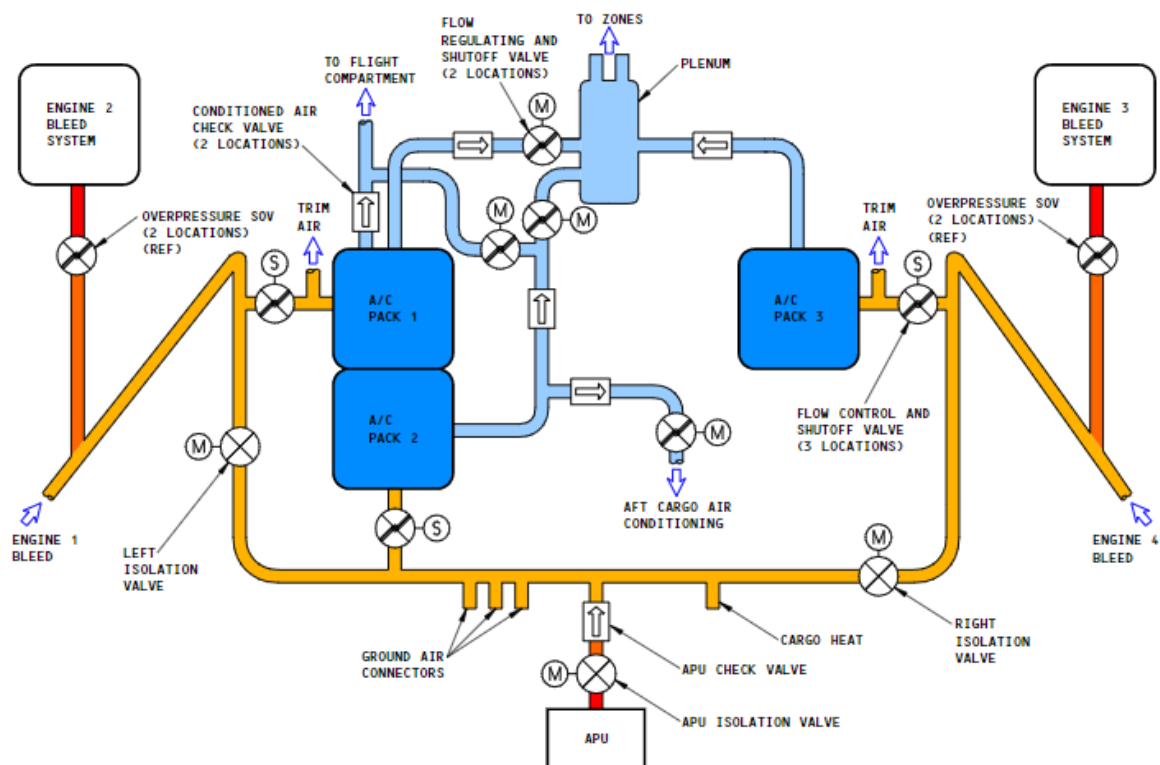 TO ZONES
FLOW
REGULATING AND
SHUTOFF VALVE
(2 LOCATIONS)
TO FLIGHT
COMPARTMENT
PLENUM
ENGINE 2
BLEED
SYSTEM
ENGINE 3
BLEED
SYSTEM
CONDITIONED AIR
CHECK VALVE
(2 LOCATIONS)
M
TRIM
AIR
OVERPRESSURE SOV
(2 LOCATIONS)
(REF)
M
M
TRIM
AIR
OVERPRESSURE SOV
(2 LOCATIONS)
(REF)
S
S
A/C
PACK 1
A/C
PACK 3
A/C
PACK 2
M
M
FLOW CONTROL AND
SHUTOFF VALVE
(3 LOCATIONS)
S
AFT CARGO AIR
CONDITIONING
ENGINE 1
BLEED
LEFT
ISOLATION
VALVE
M
ENGINE 4
BLEED
RIGHT
ISOLATION
VALVE
GROUND AIR
CONNECTORS
CARGO HEAT
APU CHECK VALVE
M
APU ISOLATION VALVE
APU